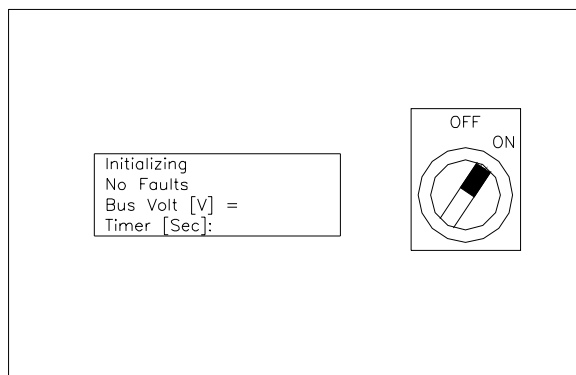 Initializing
No Faults
Bus Volt [V] =
Timer [Sec]:
OFF
ON